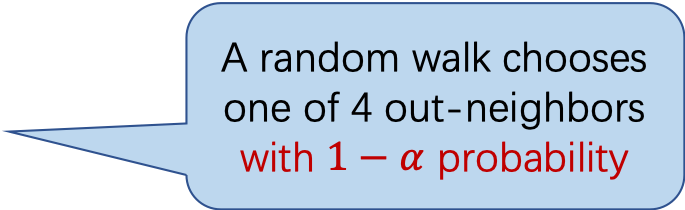 A random walk chooses
one of 4 out-neighbors
with 1 − α probability